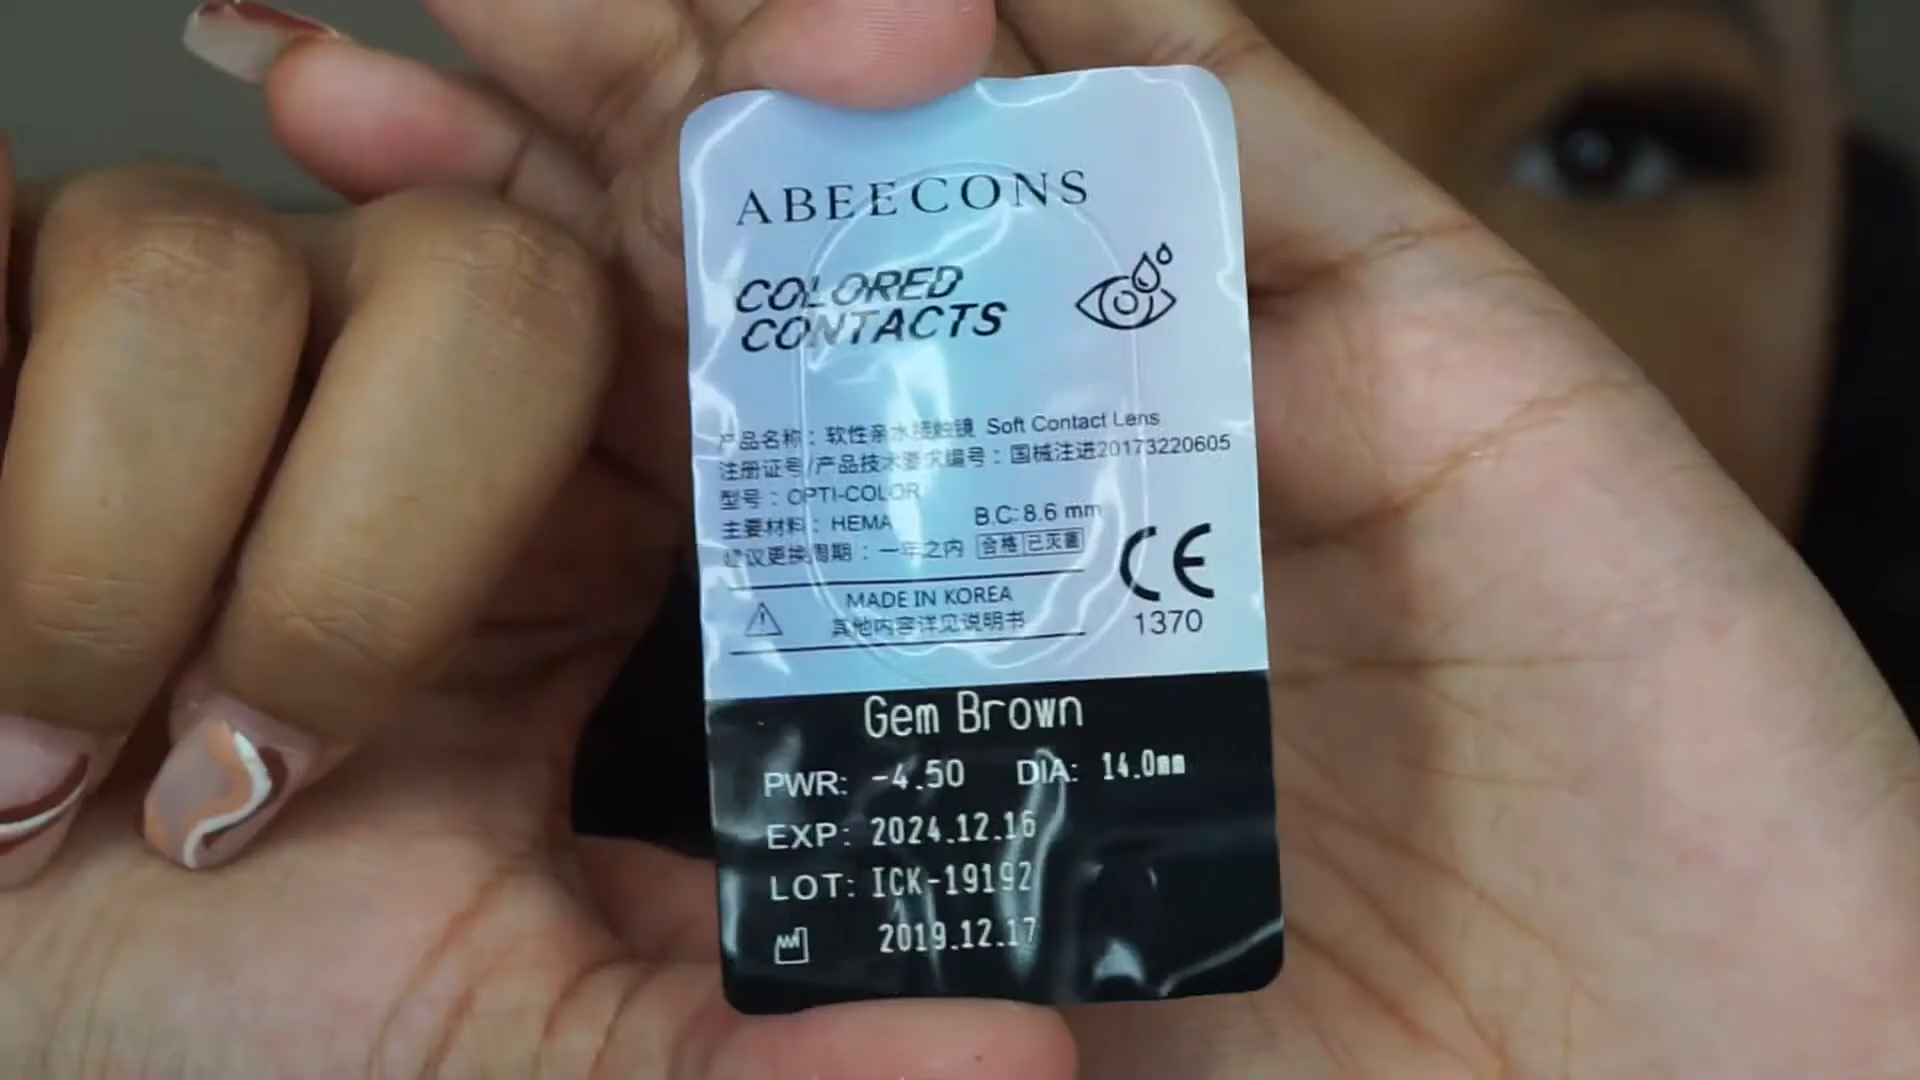 ABEECONS
COLORED
CONTACTS
产品名称：软性亲水接触镜 Soft Contact Lens
注册证号/产品技术要求编号：国械注进20173220605
型号：OPTI-COLOR
主要材料：HEMA B.C:8.6 mm
建议更换周期：一年之内 合格 已灭菌
MADE IN KOREA
其他内容详见说明书
CE
1370
Gem Brown
PWR: -4.50 DIA: 14.0mm
EXP: 2024.12.16
LOT: ICK-19192
2019.12.17